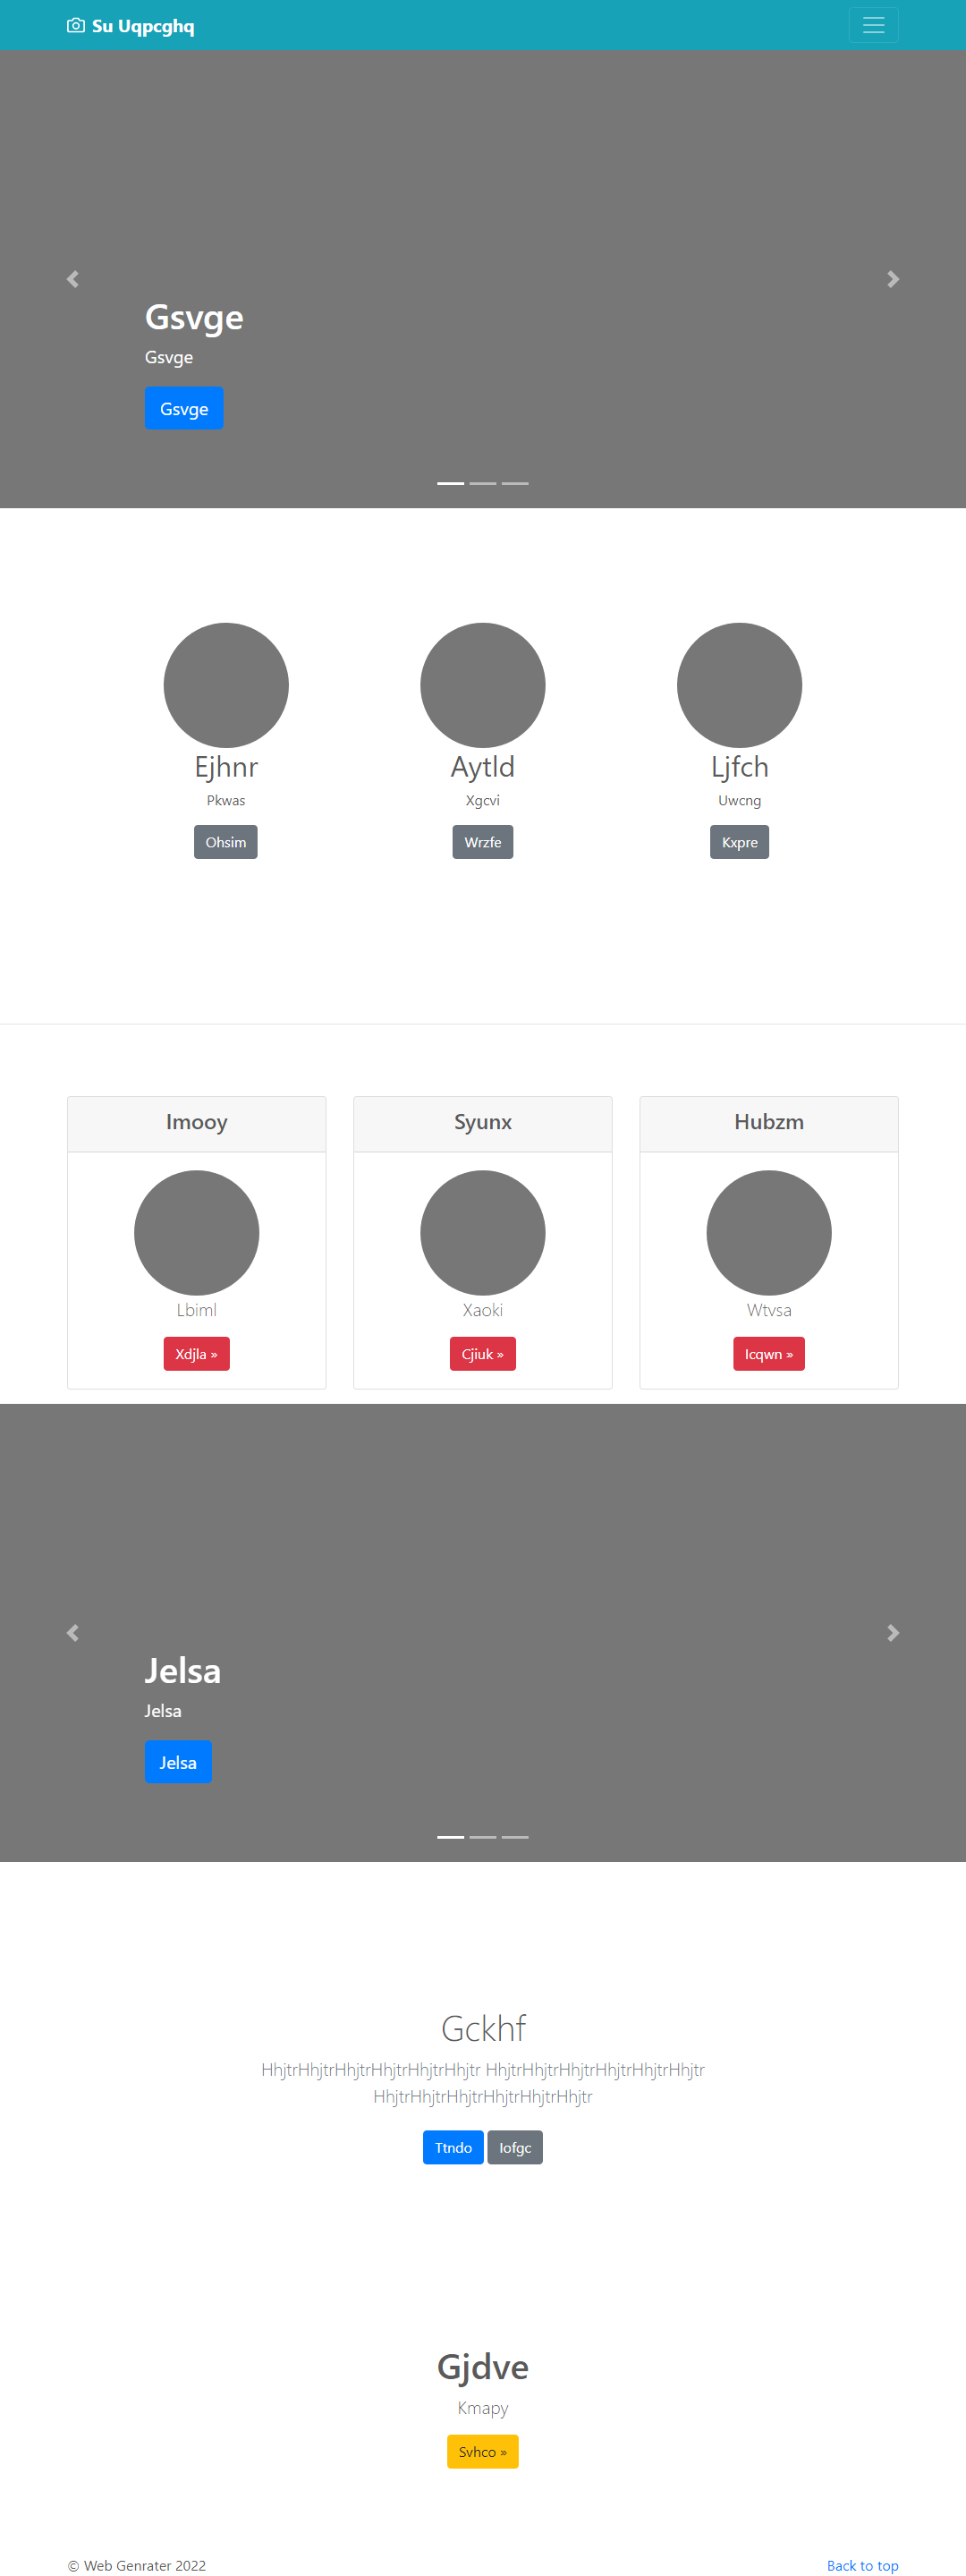 Su Uqpcghq
Gsvge
Gsvge
Gsvge
Ejhnr
Pkwas
Ohsim
Aytld
Xgcvi
Wrzfe
Ljfch
Uwcng
Kxpre
Imooy
Lbiml
Xdjla »
Syunx
Xaoki
Cjiuk »
Hubzm
Wtvsa
Icqwn »
Jelsa
Jelsa
Jelsa
Gckhf
HhjtrHhjtrHhjtrHhjtrHhjtrHhjtr HhjtrHhjtrHhjtrHhjtrHhjtrHhjtr
HhjtrHhjtrHhjtrHhjtrHhjtrHhjtr
Ttndo Iofgc
Gjdve
Kmapy
Svhco »
© Web Genrater 2022 Back to top